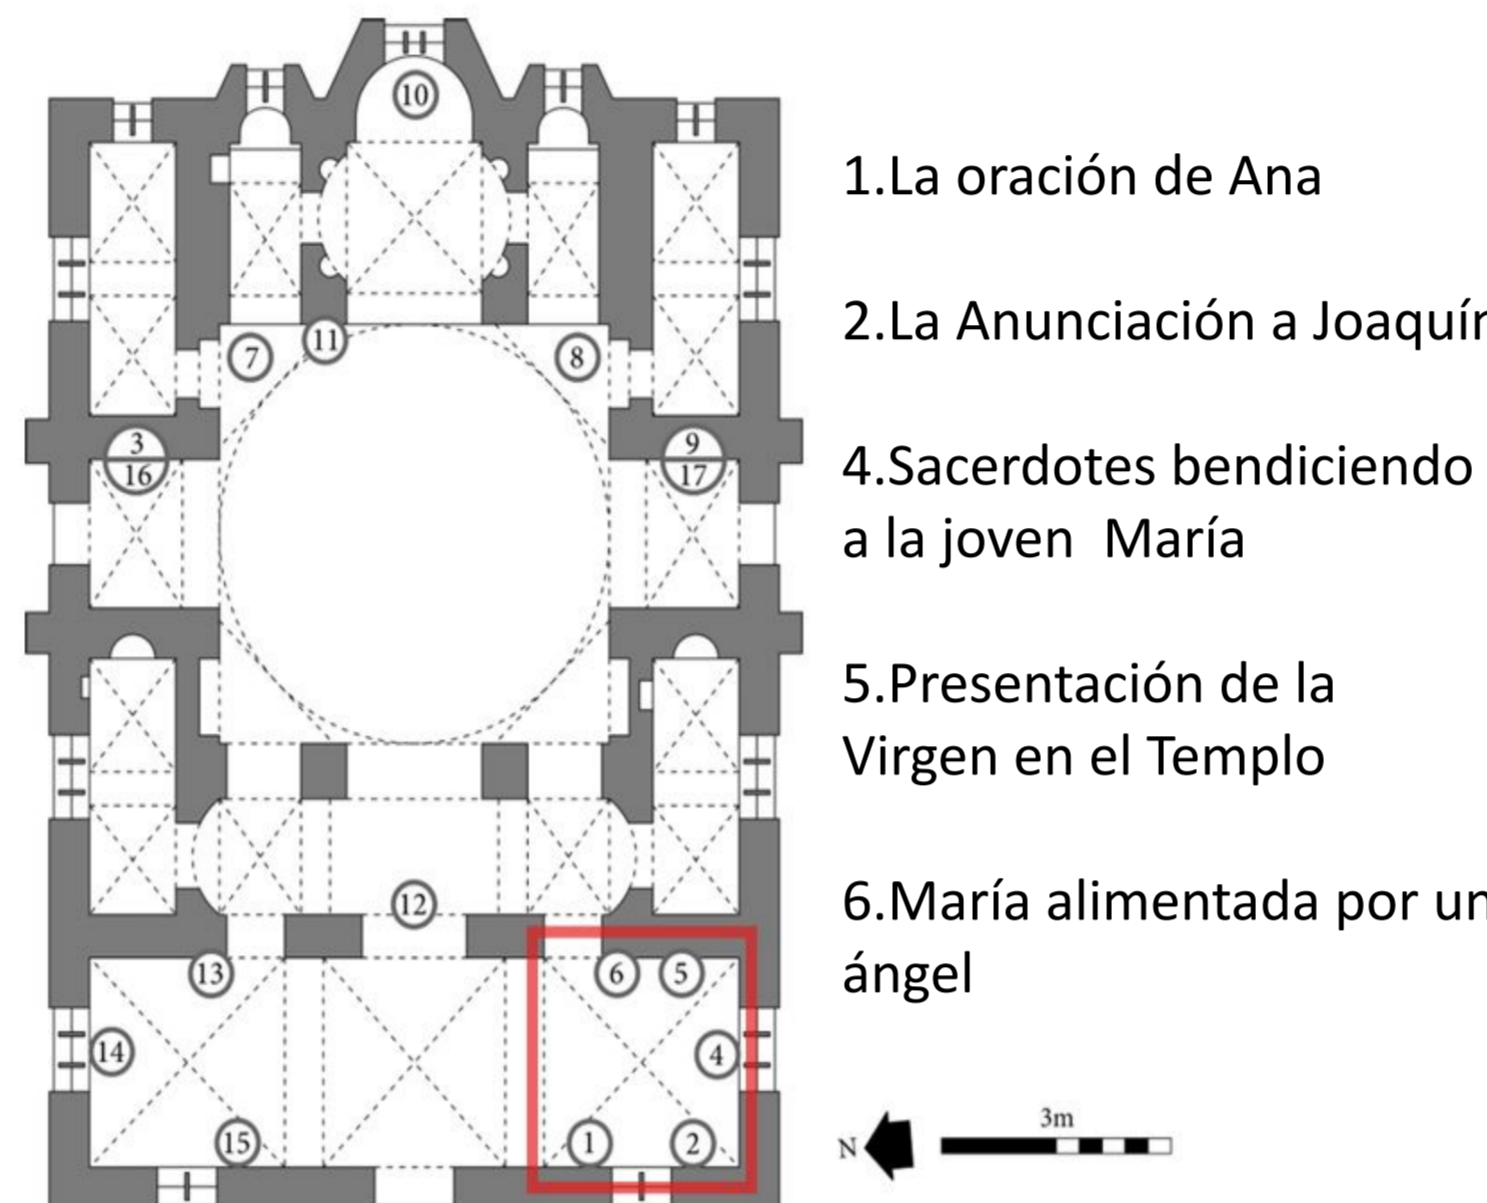 10
11
7
8
3
16
9
17
12
13
6
5
14
4
15
1
2
1.La oración de Ana
2.La Anunciación a Joaquín
4.Sacerdotes bendiciendo
a la joven María
5.Presentación de la
Virgen en el Templo
6.María alimentada por un
ángel
N
3m